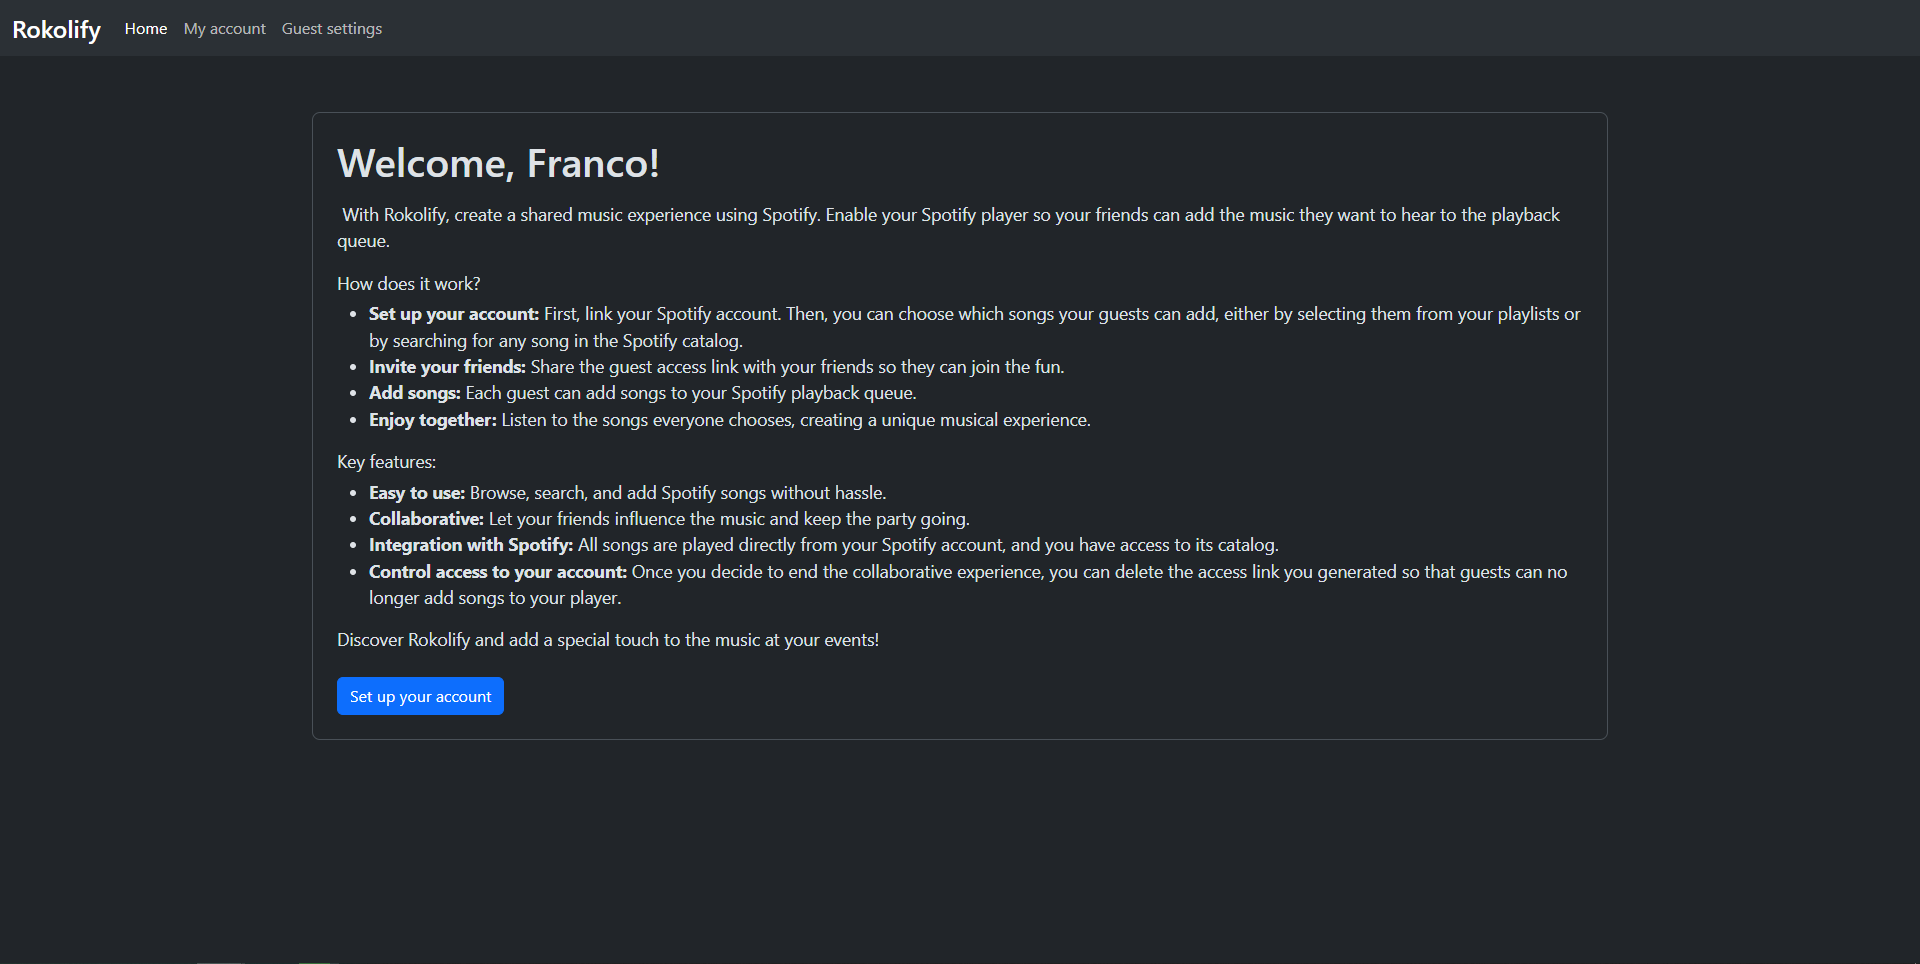 Rokolify Home My account Guest settings
Welcome, Franco!
With Rokolify, create a shared music experience using Spotify. Enable your Spotify player so your friends can add the music they want to hear to the playback
queue.
How does it work?
• Set up your account: First, link your Spotify account. Then, you can choose which songs your guests can add, either by selecting them from your playlists or
by searching for any song in the Spotify catalog.
• Invite your friends: Share the guest access link with your friends so they can join the fun.
• Add songs: Each guest can add songs to your Spotify playback queue.
• Enjoy together: Listen to the songs everyone chooses, creating a unique musical experience.
Key features:
• Easy to use: Browse, search, and add Spotify songs without hassle.
• Collaborative: Let your friends influence the music and keep the party going.
• Integration with Spotify: All songs are played directly from your Spotify account, and you have access to its catalog.
• Control access to your account: Once you decide to end the collaborative experience, you can delete the access link you generated so that guests can no
longer add songs to your player.
Discover Rokolify and add a special touch to the music at your events!
Set up your account